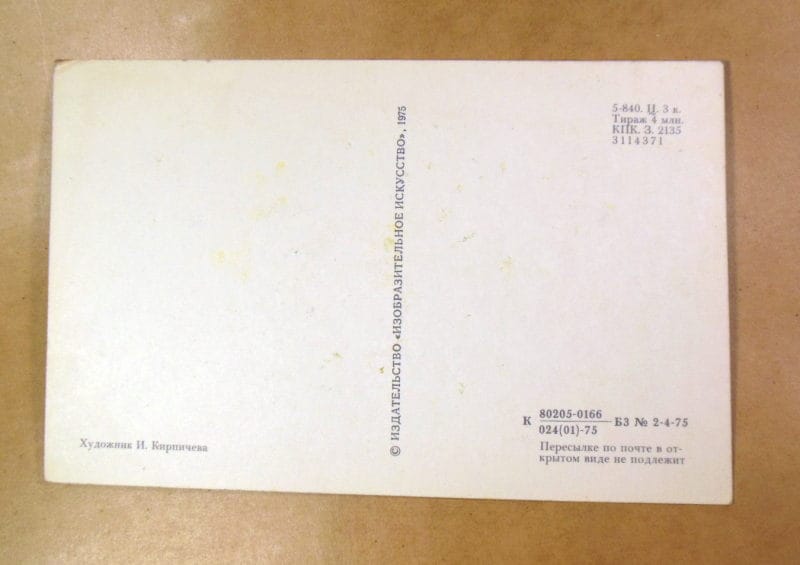 5-840. Ц. 3 к.
Тираж 4 млн.
КПК. З. 2135
3114371
© ИЗДАТЕЛЬСТВО «ИЗОБРАЗИТЕЛЬНОЕ ИСКУССТВО», 1975
Художник И. Кирпичева
К 80205-0166 БЗ № 2-4-75
024(01)-75
Пересылке по почте в от-
крытом виде не подлежит